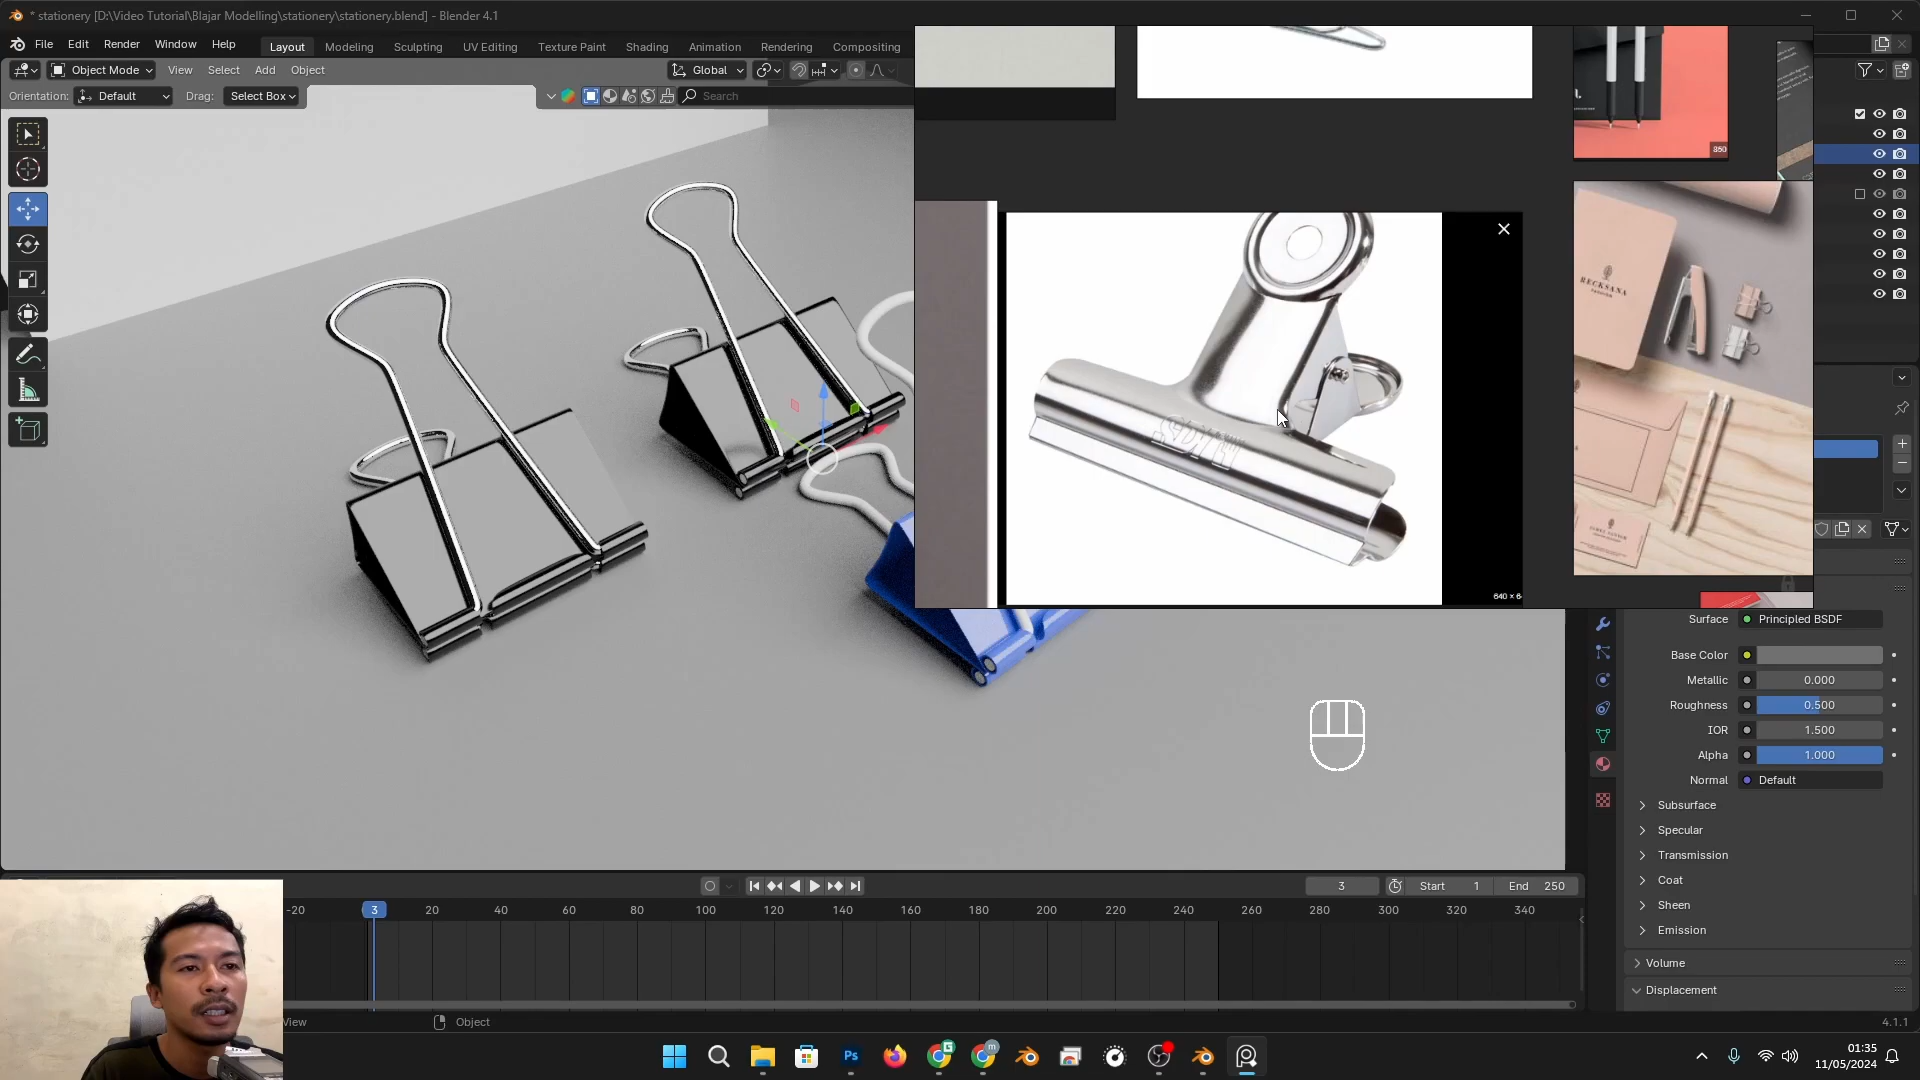 * stationery [D:\Video Tutorial\Blajar Modelling\stationery\stationery.blend] - Blender 4.1
File Edit Render Window Help
Layout Modeling Sculpting UV Editing Texture Paint Shading Animation Rendering Compositing
Object Mode View Select Add Object Global
Orientation: Default Drag: Select Box Search
350
RECKSANA
640 × 6
Surface Principled BSDF
Base Color
Metallic 0.000
Roughness 0.500
IOR 1.500
Alpha 1.000
Normal Default
Subsurface
Specular
Transmission
Coat
Sheen
Emission
Volume
Displacement
3 Start 1 End 250
-20 3 20 40 60 80 100 120 140 160 180 200 220 240 260 280 300 320 340
View Object 4.1.1
Ps
01:35
11/05/2024